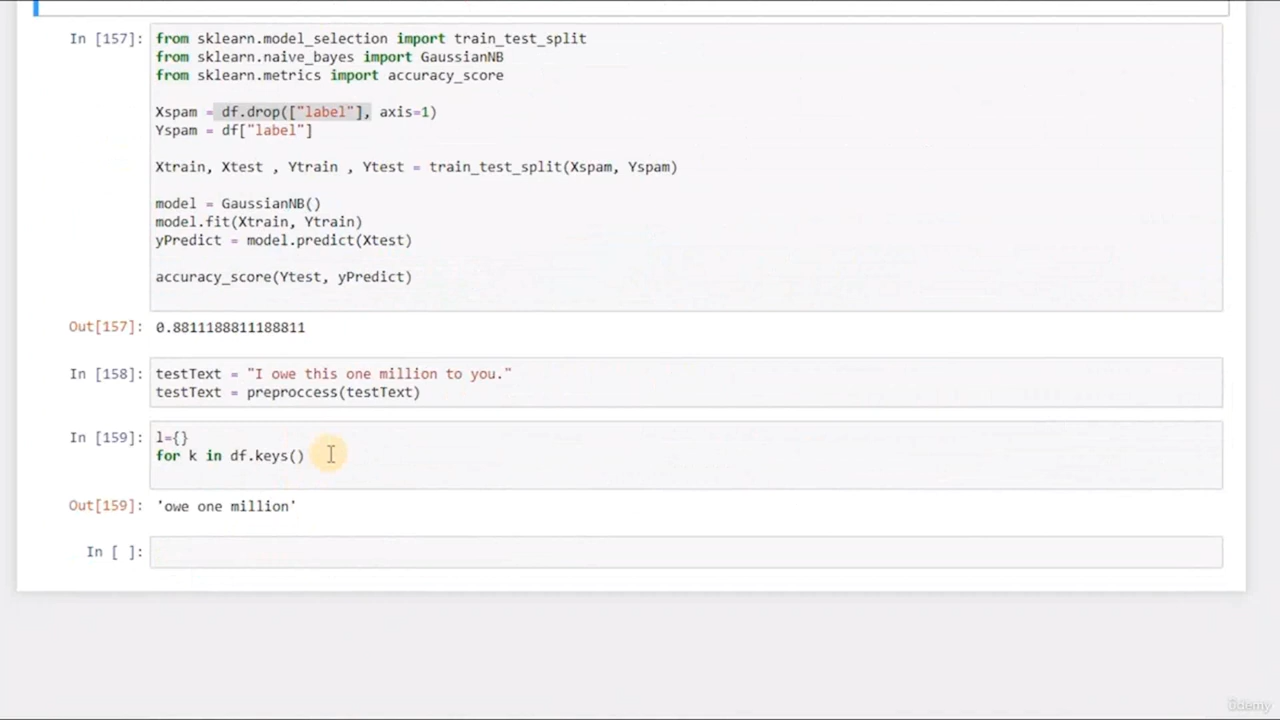 In [157]:
from sklearn.model_selection import train_test_split
from sklearn.naive_bayes import GaussianNB
from sklearn.metrics import accuracy_score
Xspam = df.drop(["label"], axis=1)
Yspam = df["label"]
Xtrain, Xtest , Ytrain , Ytest = train_test_split(Xspam, Yspam)
model = GaussianNB()
model.fit(Xtrain, Ytrain)
yPredict = model.predict(Xtest)
accuracy_score(Ytest, yPredict)
Out[157]: 0.8811188811188811
In [158]:
testText = "I owe this one million to you."
testText = preproccess(testText)
In [159]:
l={}
for k in df.keys()
Out[159]: 'owe one million'
In [ ]:
ûdemy